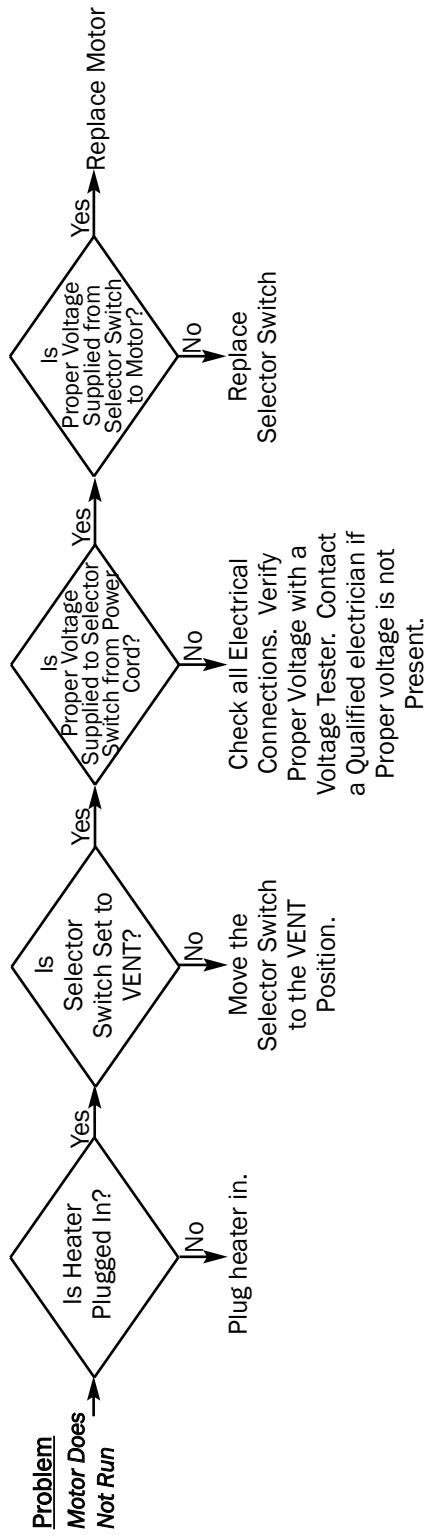 Problem
Motor Does
Not Run
Is Heater
Plugged In?
No
Plug heater in.
Yes
Is
Selector
Switch Set to
VENT?
No
Move the
Selector Switch
to the VENT
Position.
Yes
Is
Proper Voltage
Supplied to Selector
Switch from Power
Cord?
No
Check all Electrical
Connections. Verify
Proper Voltage with a
Voltage Tester. Contact
a Qualified electrician if
Proper voltage is not
Present.
Yes
Is
Proper Voltage
Supplied from
Selector Switch
to Motor?
No
Replace
Selector Switch
Yes
Replace Motor